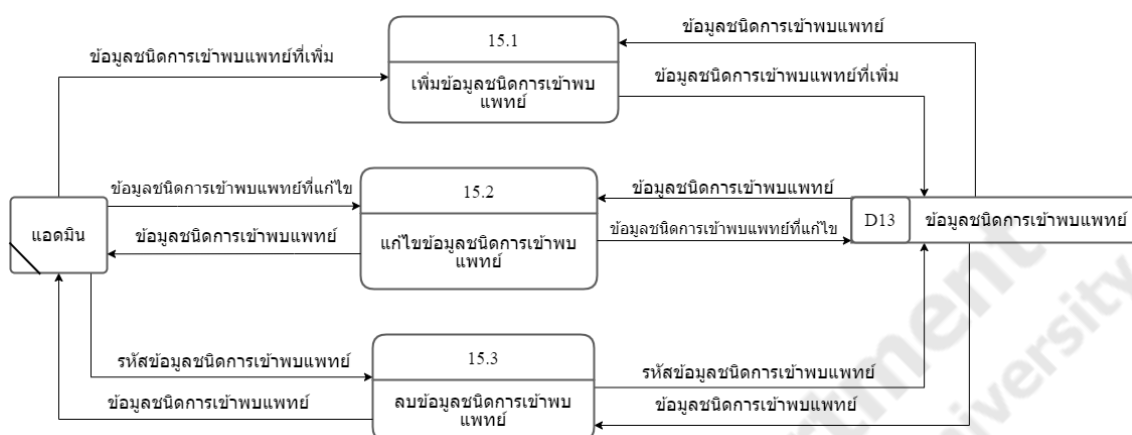 15.1
ข้อมูลชนิดการเข้าพบแพทย์
ข้อมูลชนิดการเข้าพบแพทย์ที่เพิ่ม
เพิ่มข้อมูลชนิดการเข้าพบ
แพทย์
ข้อมูลชนิดการเข้าพบแพทย์ที่เพิ่ม
ข้อมูลชนิดการเข้าพบแพทย์ที่แก้ไข
15.2
ข้อมูลชนิดการเข้าพบแพทย์
แอดมิน
D13
ข้อมูลชนิดการเข้าพบแพทย์
ข้อมูลชนิดการเข้าพบแพทย์
แก้ไขข้อมูลชนิดการเข้าพบ
แพทย์
ข้อมูลชนิดการเข้าพบแพทย์ที่แก้ไข
รหัสข้อมูลชนิดการเข้าพบแพทย์
15.3
รหัสข้อมูลชนิดการเข้าพบแพทย์
ข้อมูลชนิดการเข้าพบแพทย์
ลบข้อมูลชนิดการเข้าพบ
แพทย์
ข้อมูลชนิดการเข้าพบแพทย์